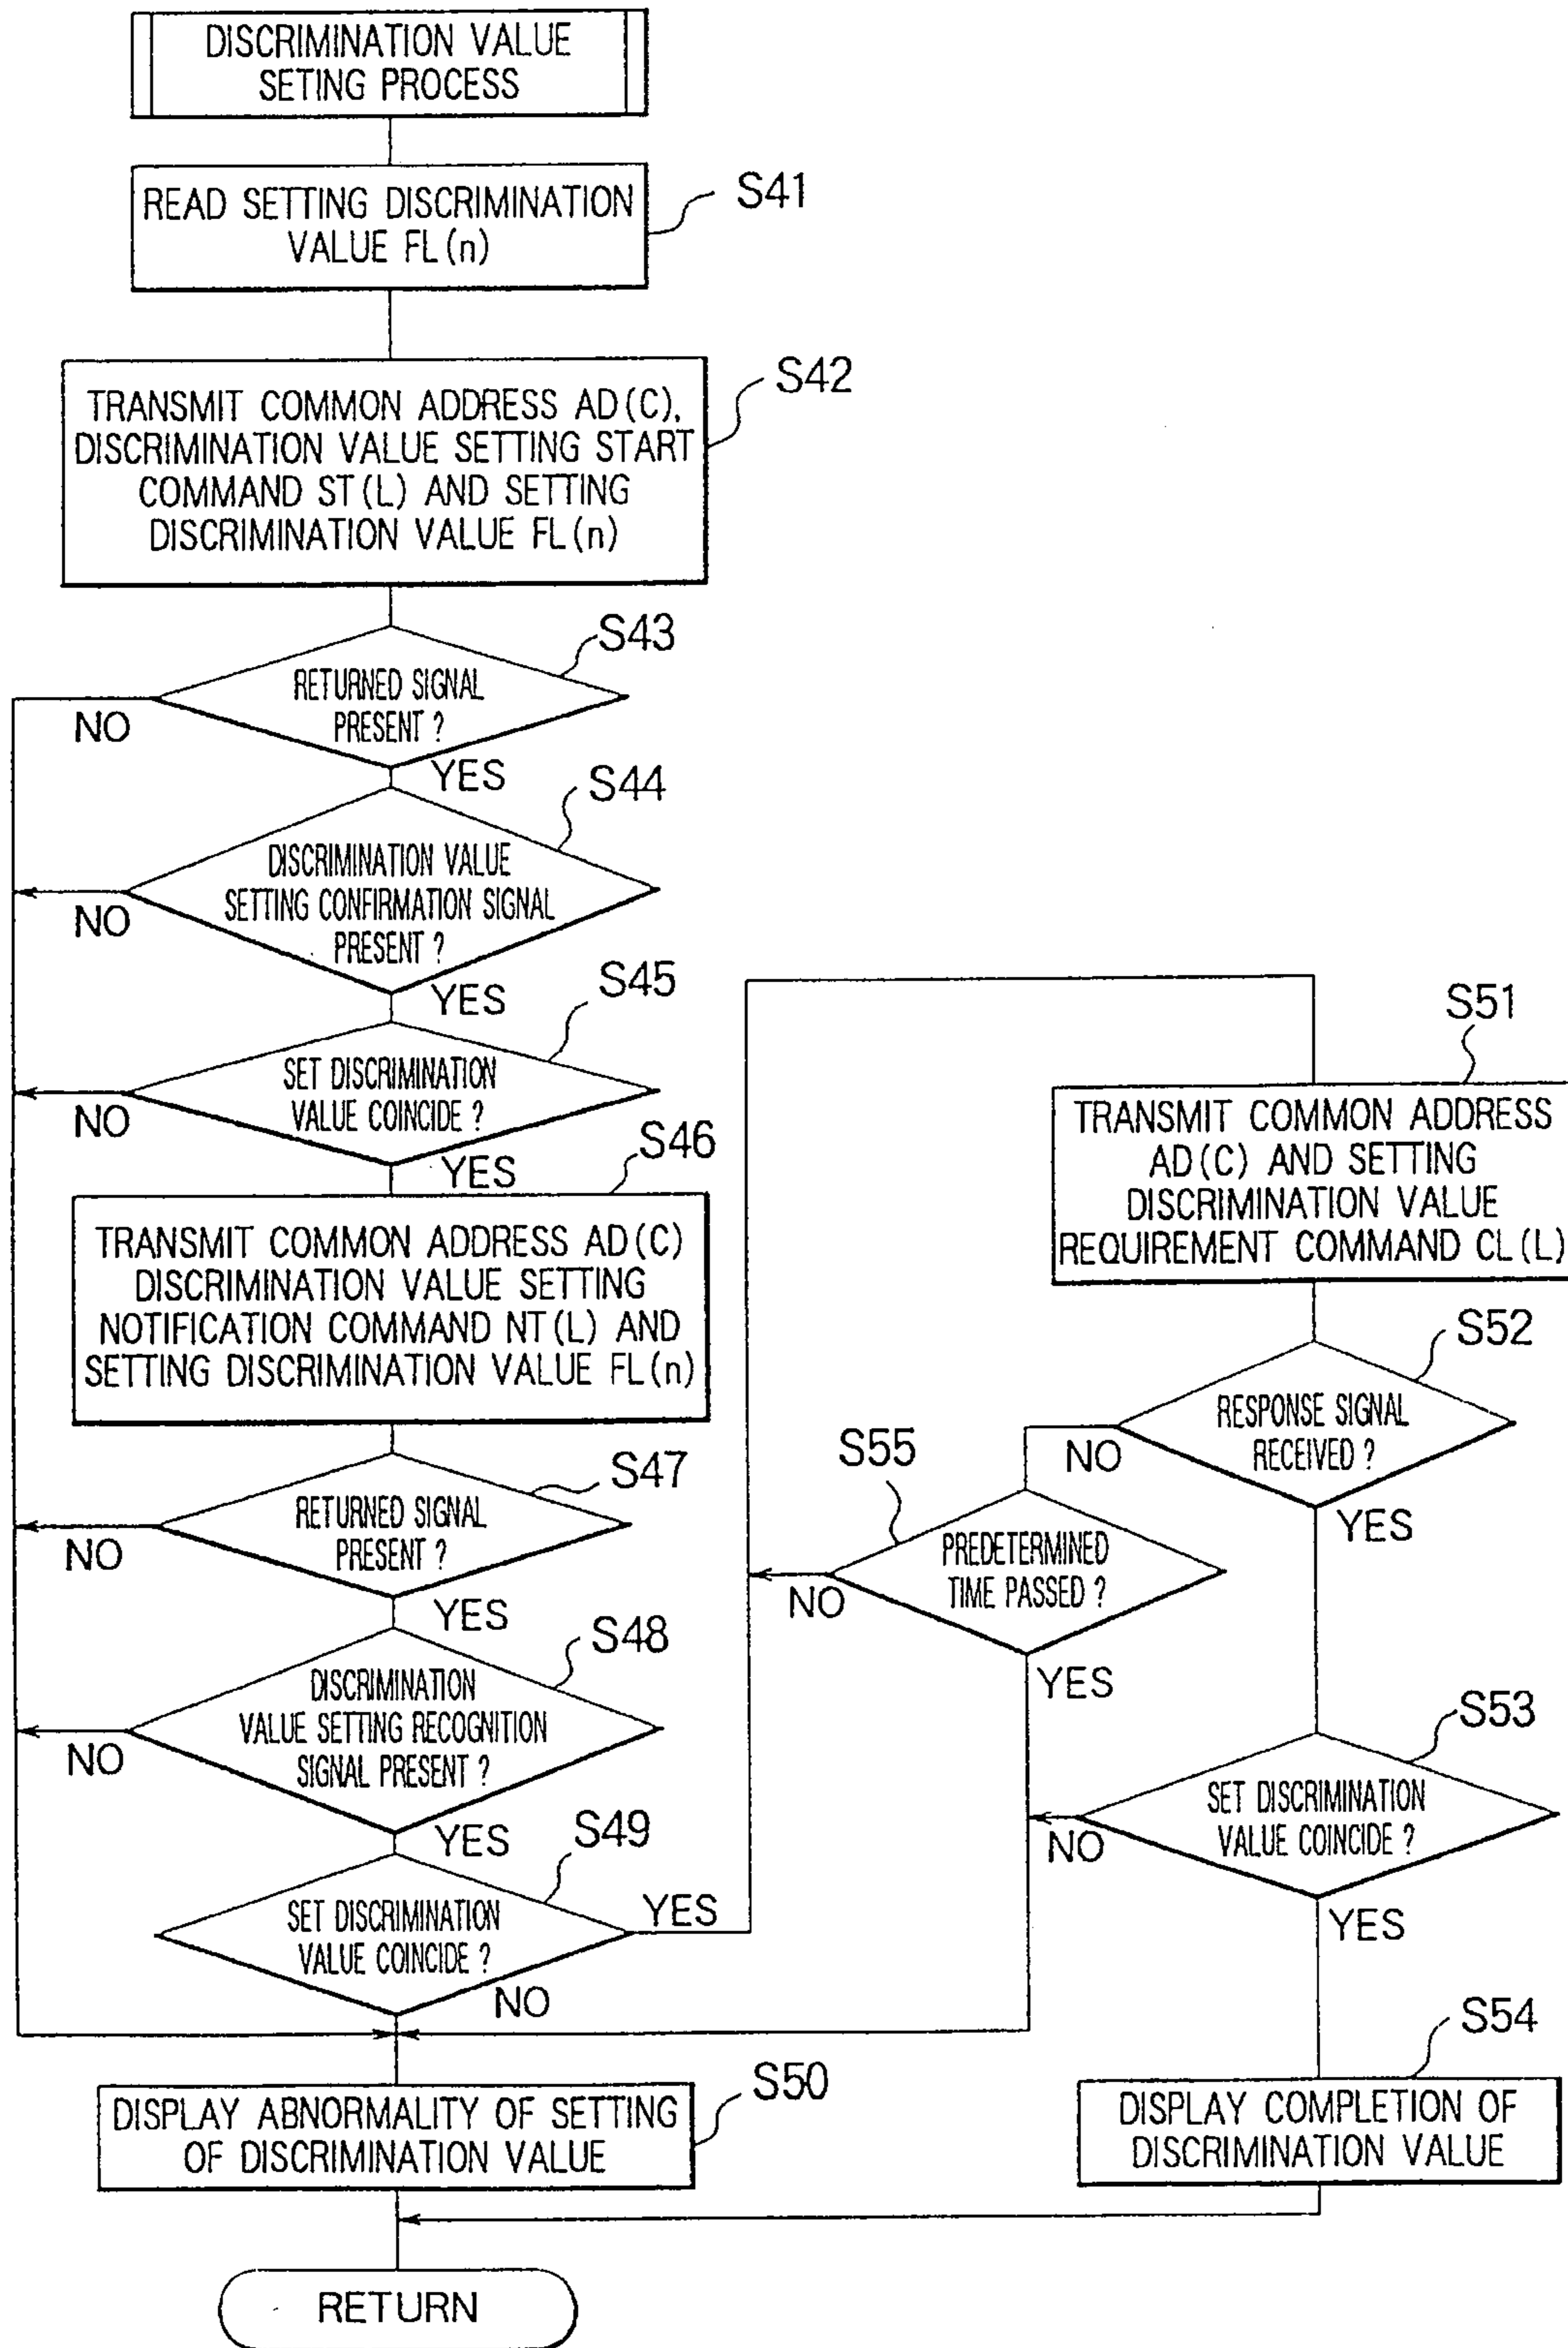 DISCRIMINATION VALUE
SETING PROCESS
READ SETTING DISCRIMINATION
VALUE FL(n)
S41
TRANSMIT COMMON ADDRESS AD(C),
DISCRIMINATION VALUE SETTING START
COMMAND ST(L) AND SETTING
DISCRIMINATION VALUE FL(n)
S42
RETURNED SIGNAL
PRESENT ?
S43
NO
YES
DISCRIMINATION VALUE
SETTING CONFIRMATION SIGNAL
PRESENT ?
S44
NO
YES
SET DISCRIMINATION
VALUE COINCIDE ?
S45
NO
YES
TRANSMIT COMMON ADDRESS AD(C)
DISCRIMINATION VALUE SETTING
NOTIFICATION COMMAND NT(L) AND
SETTING DISCRIMINATION VALUE FL(n)
S46
RETURNED SIGNAL
PRESENT ?
S47
NO
YES
DISCRIMINATION
VALUE SETTING RECOGNITION
SIGNAL PRESENT ?
S48
NO
YES
SET DISCRIMINATION
VALUE COINCIDE ?
S49
YES
NO
DISPLAY ABNORMALITY OF SETTING
OF DISCRIMINATION VALUE
S50
S51
TRANSMIT COMMON ADDRESS
AD(C) AND SETTING
DISCRIMINATION VALUE
REQUIREMENT COMMAND CL(L)
S52
RESPONSE SIGNAL
RECEIVED ?
NO
YES
S55
PREDETERMINED
TIME PASSED ?
NO
YES
S53
SET DISCRIMINATION
VALUE COINCIDE ?
NO
YES
S54
DISPLAY COMPLETION OF
DISCRIMINATION VALUE
RETURN